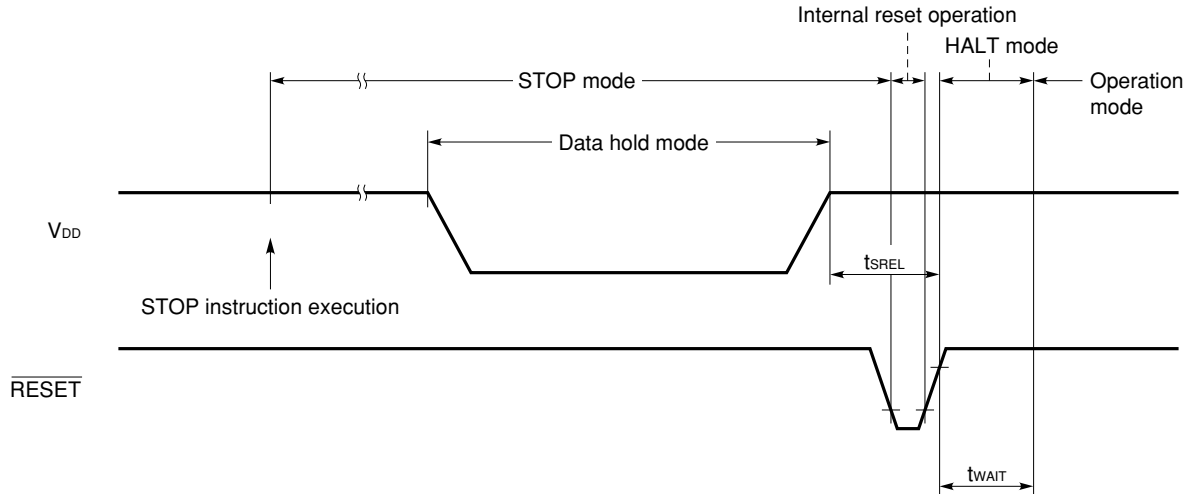 Internal reset operation
HALT mode
STOP mode
Operation
mode
Data hold mode
VDD
tSREL
STOP instruction execution
RESET
tWAIT